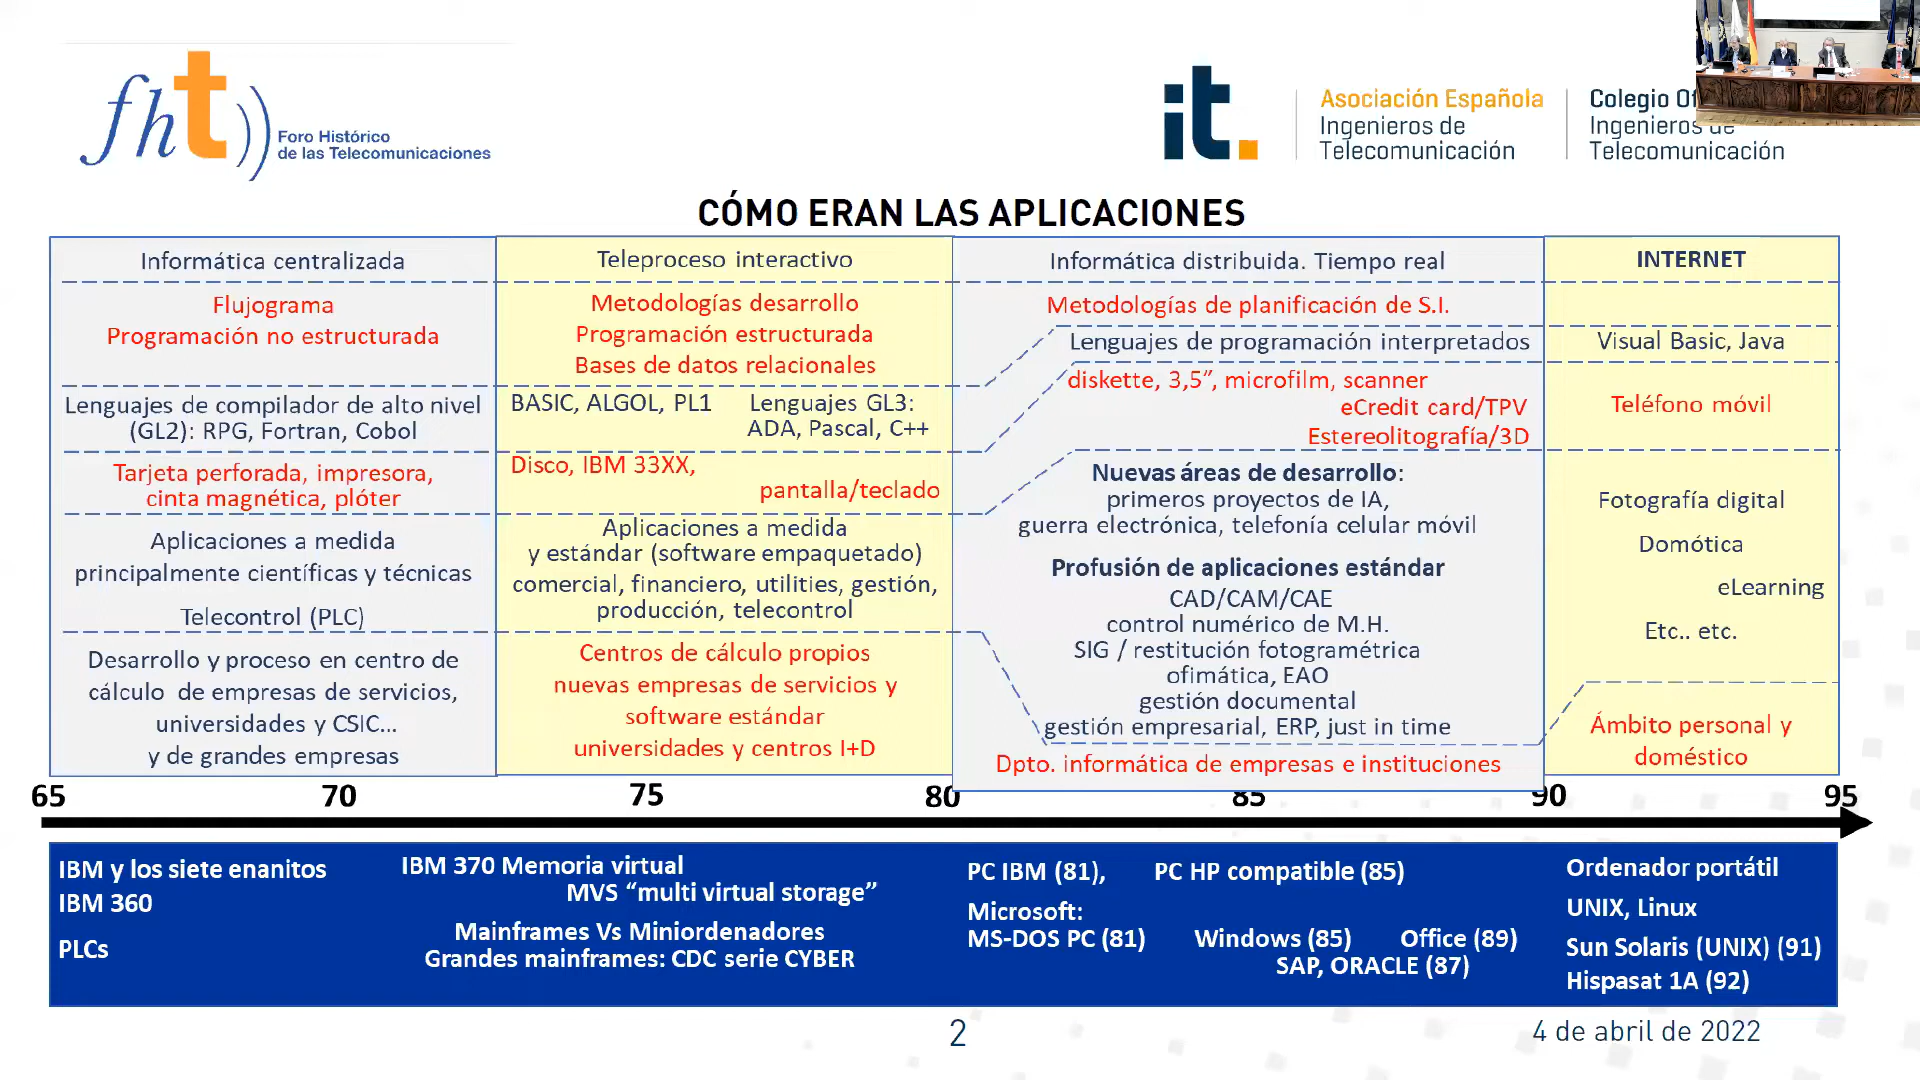 fht
Foro Histórico
de las Telecomunicaciones
it.
Asociación Española
Ingenieros de
Telecomunicación
Colegio
Ingenieros de
Telecomunicación
CÓMO ERAN LAS APLICACIONES
Informática centralizada
Flujograma
Programación no estructurada
Lenguajes de compilador de alto nivel
(GL2): RPG, Fortran, Cobol
Tarjeta perforada, impresora,
cinta magnética, plóter
Aplicaciones a medida
principalmente científicas y técnicas
Telecontrol (PLC)
Desarrollo y proceso en centro de
cálculo de empresas de servicios,
universidades y CSIC...
y de grandes empresas
Teleproceso interactivo
Metodologías desarrollo
Programación estructurada
Bases de datos relacionales
BASIC, ALGOL, PL1
Lenguajes GL3:
ADA, Pascal, C++
Disco, IBM 33XX,
pantalla/teclado
Aplicaciones a medida
y estándar (software empaquetado)
comercial, financiero, utilities, gestión,
producción, telecontrol
Centros de cálculo propios
nuevas empresas de servicios y
software estándar
universidades y centros I+D
Informática distribuida. Tiempo real
Metodologías de planificación de S.I.
Lenguajes de programación interpretados
diskette, 3,5”, microfilm, scanner
eCredit card/TPV
Estereolitografía/3D
Nuevas áreas de desarrollo:
primeros proyectos de IA,
guerra electrónica, telefonía celular móvil
Profusión de aplicaciones estándar
CAD/CAM/CAE
control numérico de M.H.
SIG / restitución fotogramétrica
ofimática, EAO
gestión documental
gestión empresarial, ERP, just in time
Dpto. informática de empresas e instituciones
INTERNET
Visual Basic, Java
Teléfono móvil
Fotografía digital
Domótica
eLearning
Etc.. etc.
Ámbito personal y
doméstico
65 70 75 80 85 90 95
IBM y los siete enanitos
IBM 360
PLCs
IBM 370 Memoria virtual
MVS “multi virtual storage”
Mainframes Vs Miniordenadores
Grandes mainframes: CDC serie CYBER
PC IBM (81), PC HP compatible (85)
Microsoft:
MS-DOS PC (81) Windows (85) Office (89)
SAP, ORACLE (87)
Ordenador portátil
UNIX, Linux
Sun Solaris (UNIX) (91)
Hispasat 1A (92)
2
4 de abril de 2022